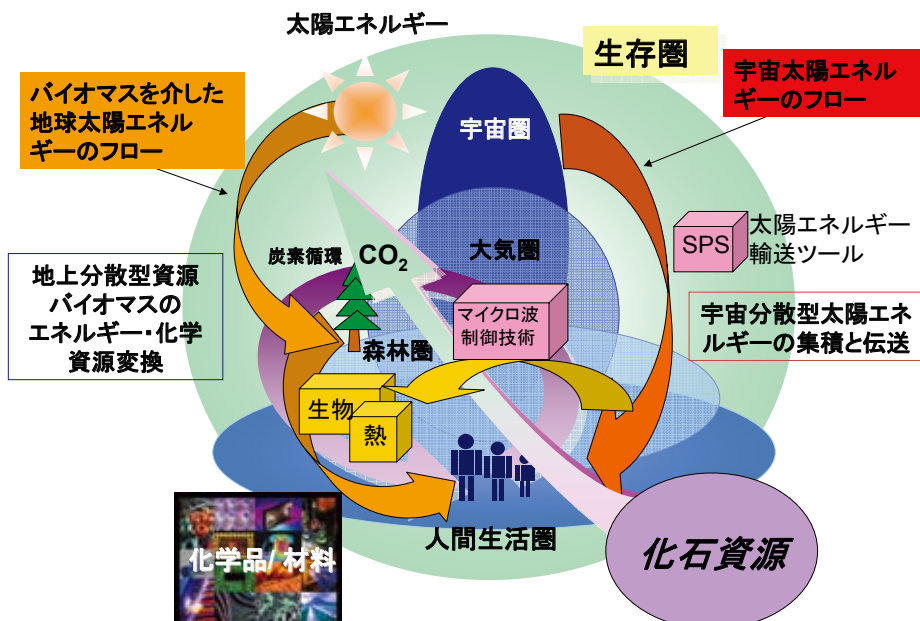 太陽エネルギー
生存圏
バイオマスを介した
地球太陽エネル
ギーのフロー
宇宙太陽エネル
ギーのフロー
宇宙圏
SPS
太陽エネルギー
輸送ツール
炭素循環
CO2
大気圏
地上分散型資源
バイオマスの
エネルギー・化学
資源変換
マイクロ波
制御技術
宇宙分散型太陽エネ
ルギーの集積と伝送
森林圏
生物
熱
人間生活圏
化学品/材料
化石資源